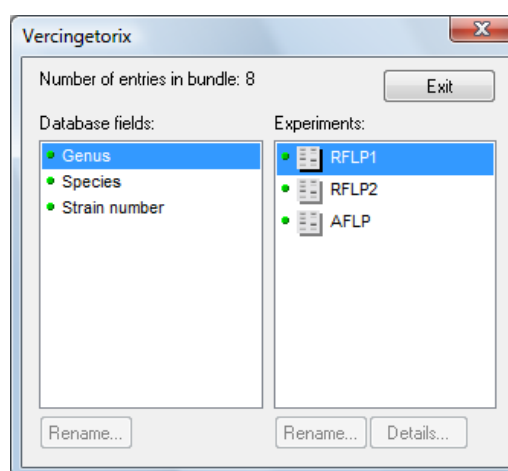 Vercingetorix
Number of entries in bundle: 8
Exit
Database fields:
Experiments:
Genus
Species
Strain number
RFLP1
RFLP2
AFLP
Rename...
Rename...
Details...